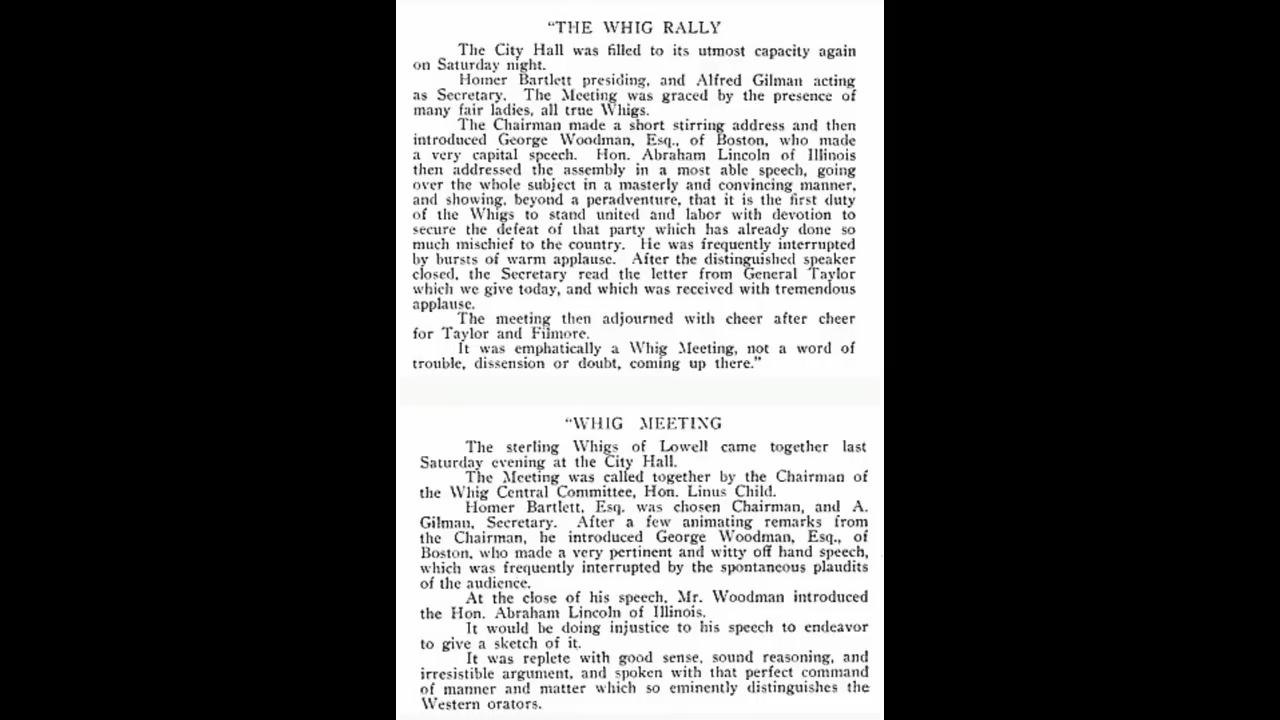 "THE WHIG RALLY
The City Hall was filled to its utmost capacity again
on Saturday night.
Homer Bartlett presiding, and Alfred Gilman acting
as Secretary. The Meeting was graced by the presence of
many fair ladies, all true Whigs.
The Chairman made a short stirring address and then
introduced George Woodman, Esq., of Boston, who made
a very capital speech. Hon. Abraham Lincoln of Illinois
then addressed the assembly in a most able speech, going
over the whole subject in a masterly and convincing manner,
and showing, beyond a peradventure, that it is the first duty
of the Whigs to stand united and labor with devotion to
secure the defeat of that party which has already done so
much mischief to the country. He was frequently interrupted
by bursts of warm applause. After the distinguished speaker
closed, the Secretary read the letter from General Taylor
which we give today, and which was received with tremendous
applause.
The meeting then adjourned with cheer after cheer
for Taylor and Filmore.
It was emphatically a Whig Meeting, not a word of
trouble, dissension or doubt, coming up there."
"WHIG MEETING
The sterling Whigs of Lowell came together last
Saturday evening at the City Hall.
The Meeting was called together by the Chairman of
the Whig Central Committee, Hon. Linus Child.
Homer Bartlett, Esq. was chosen Chairman, and A.
Gilman, Secretary. After a few animating remarks from
the Chairman, he introduced George Woodman, Esq., of
Boston, who made a very pertinent and witty off hand speech,
which was frequently interrupted by the spontaneous plaudits
of the audience.
At the close of his speech, Mr. Woodman introduced
the Hon. Abraham Lincoln of Illinois.
It would be doing injustice to his speech to endeavor
to give a sketch of it.
It was replete with good sense, sound reasoning, and
irresistible argument, and spoken with that perfect command
of manner and matter which so eminently distinguishes the
Western orators.